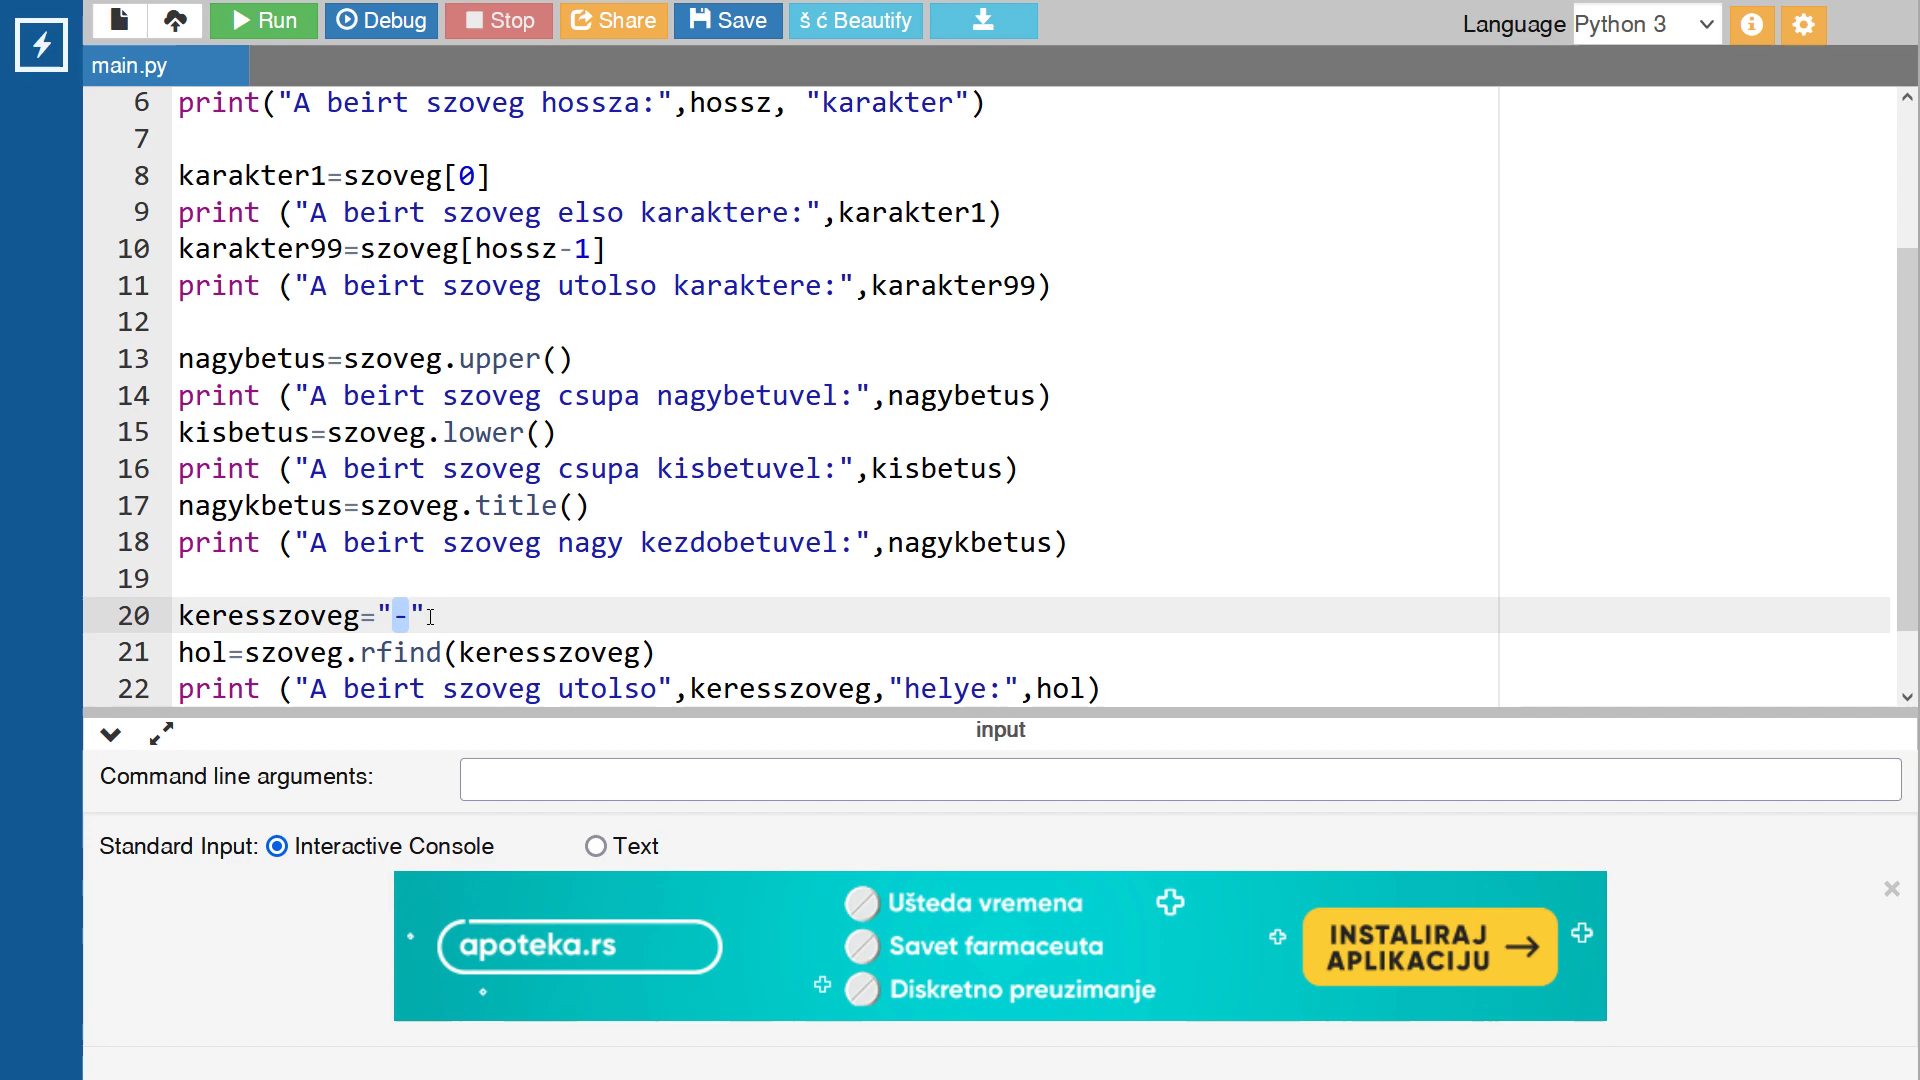 Run Debug Stop Share Save š ć Beautify Language Python 3
main.py
6 print("A beirt szoveg hossza:",hossz, "karakter")
7
8 karakter1=szoveg[0]
9 print ("A beirt szoveg elso karaktere:",karakter1)
10 karakter99=szoveg[hossz-1]
11 print ("A beirt szoveg utolso karaktere:",karakter99)
12
13 nagybetus=szoveg.upper()
14 print ("A beirt szoveg csupa nagybetuvel:",nagybetus)
15 kisbetus=szoveg.lower()
16 print ("A beirt szoveg csupa kisbetuvel:",kisbetus)
17 nagykbetus=szoveg.title()
18 print ("A beirt szoveg nagy kezdobetuvel:",nagykbetus)
19
20 keresszoveg="-"
21 hol=szoveg.rfind(keresszoveg)
22 print ("A beirt szoveg utolso",keresszoveg,"helye:",hol)
input
Command line arguments:
Standard Input: Interactive Console Text
apoteka.rs
Ušteda vremena
Savet farmaceuta
Diskretno preuzimanje
INSTALIRAJ
APLIKACIJU